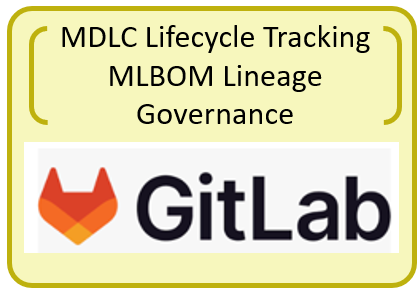 MDLC Lifecycle Tracking
MLBOM Lineage
Governance
GitLab